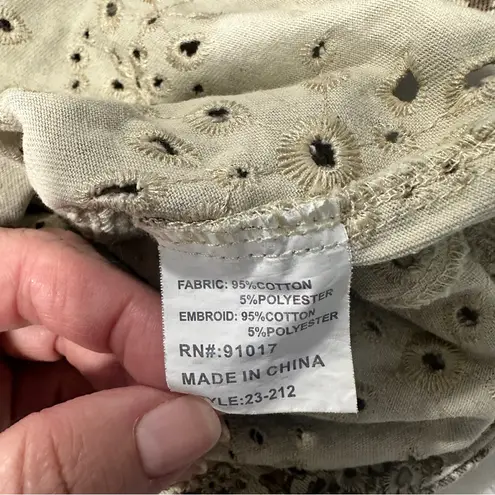 FABRIC: 95%COTTON
5%POLYESTER
EMBROID: 95%COTTON
5%POLYESTER
RN#:91017
MADE IN CHINA
YLE:23-212